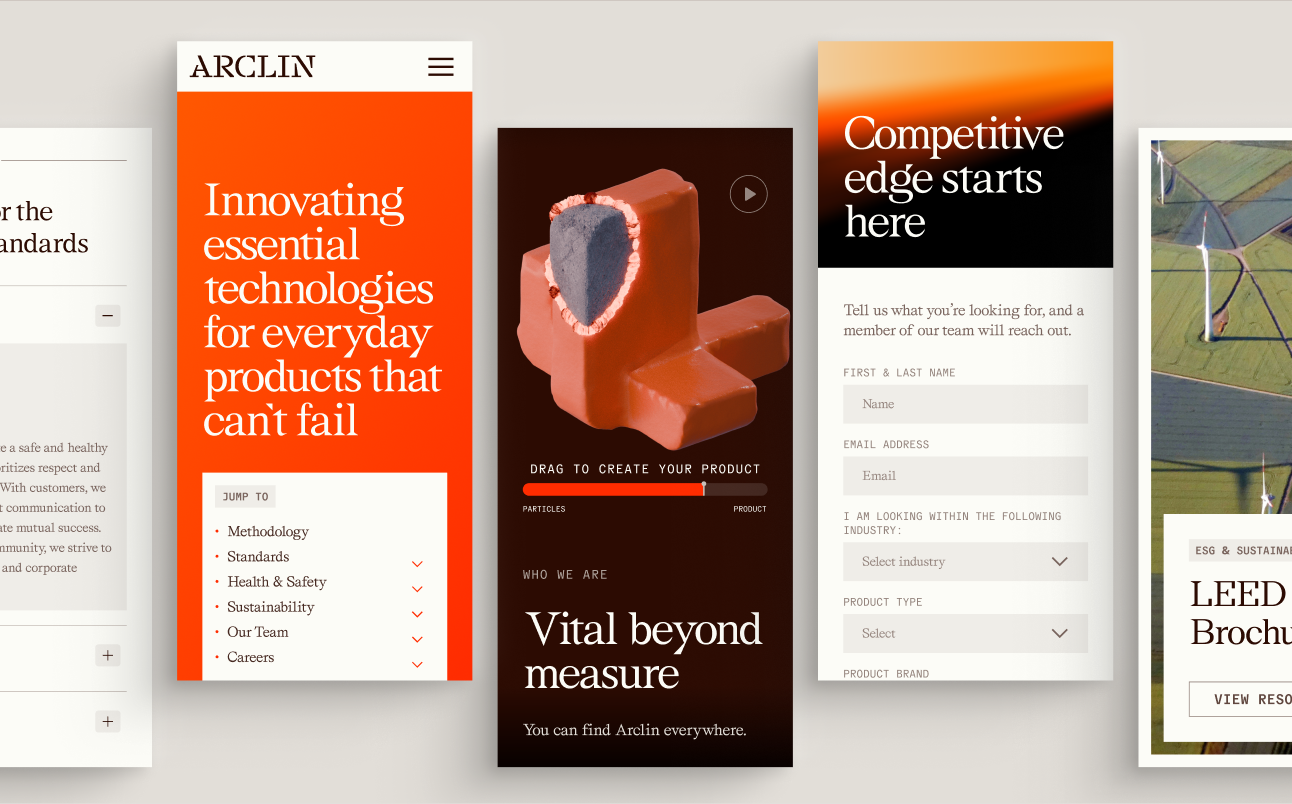 r the
andards
e a safe and healthy
oritizes respect and
With customers, we
t communication to
ate mutual success.
mmunity, we strive to
and corporate
ARCLIN
Innovating
essential
technologies
for everyday
products that
can't fail
JUMP TO
• Methodology
• Standards
• Health & Safety
• Sustainability
• Our Team
• Careers
DRAG TO CREATE YOUR PRODUCT
PARTICLES
PRODUCT
WHO WE ARE
Vital beyond
measure
You can find Arclin everywhere.
Competitive
edge starts
here
Tell us what you're looking for, and a
member of our team will reach out.
FIRST & LAST NAME
Name
EMAIL ADDRESS
Email
I AM LOOKING WITHIN THE FOLLOWING
INDUSTRY:
Select industry
PRODUCT TYPE
Select
PRODUCT BRAND
ESG & SUSTAINAB
LEED
Brochu
VIEW RESO